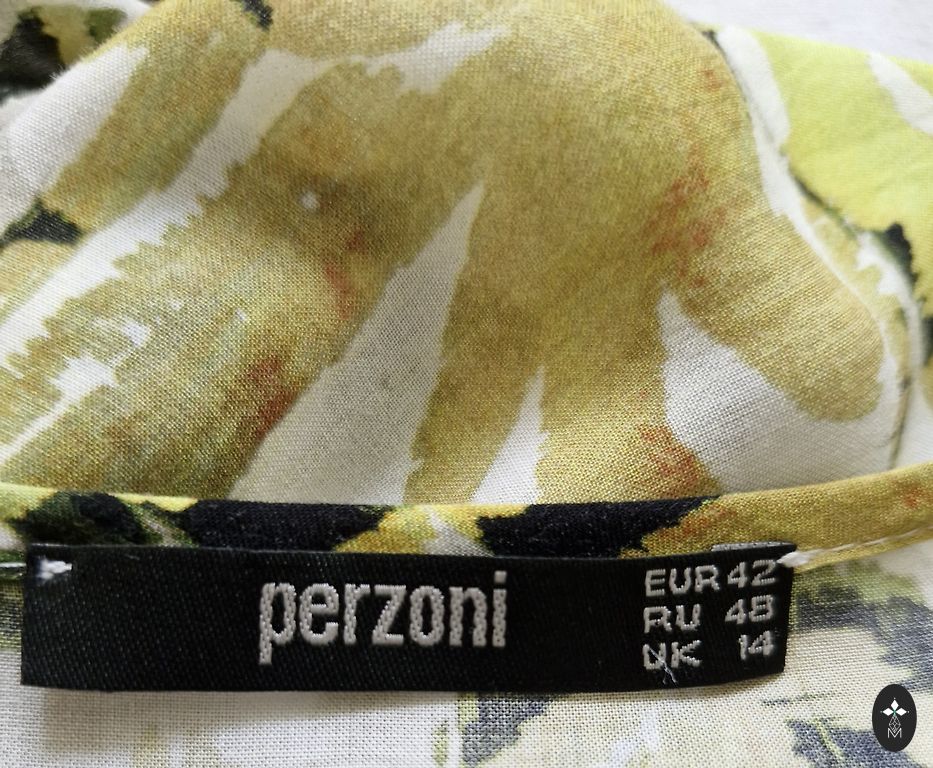 perzoni
EUR 42
RU 48
UK 14
M